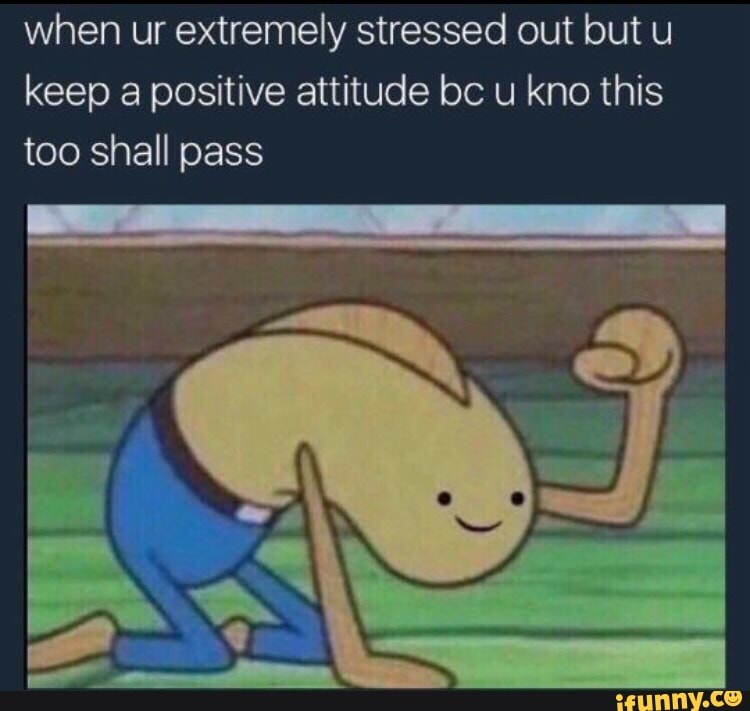 when ur extremely stressed out but u
keep a positive attitude bc u kno this
too shall pass
ifunny.co